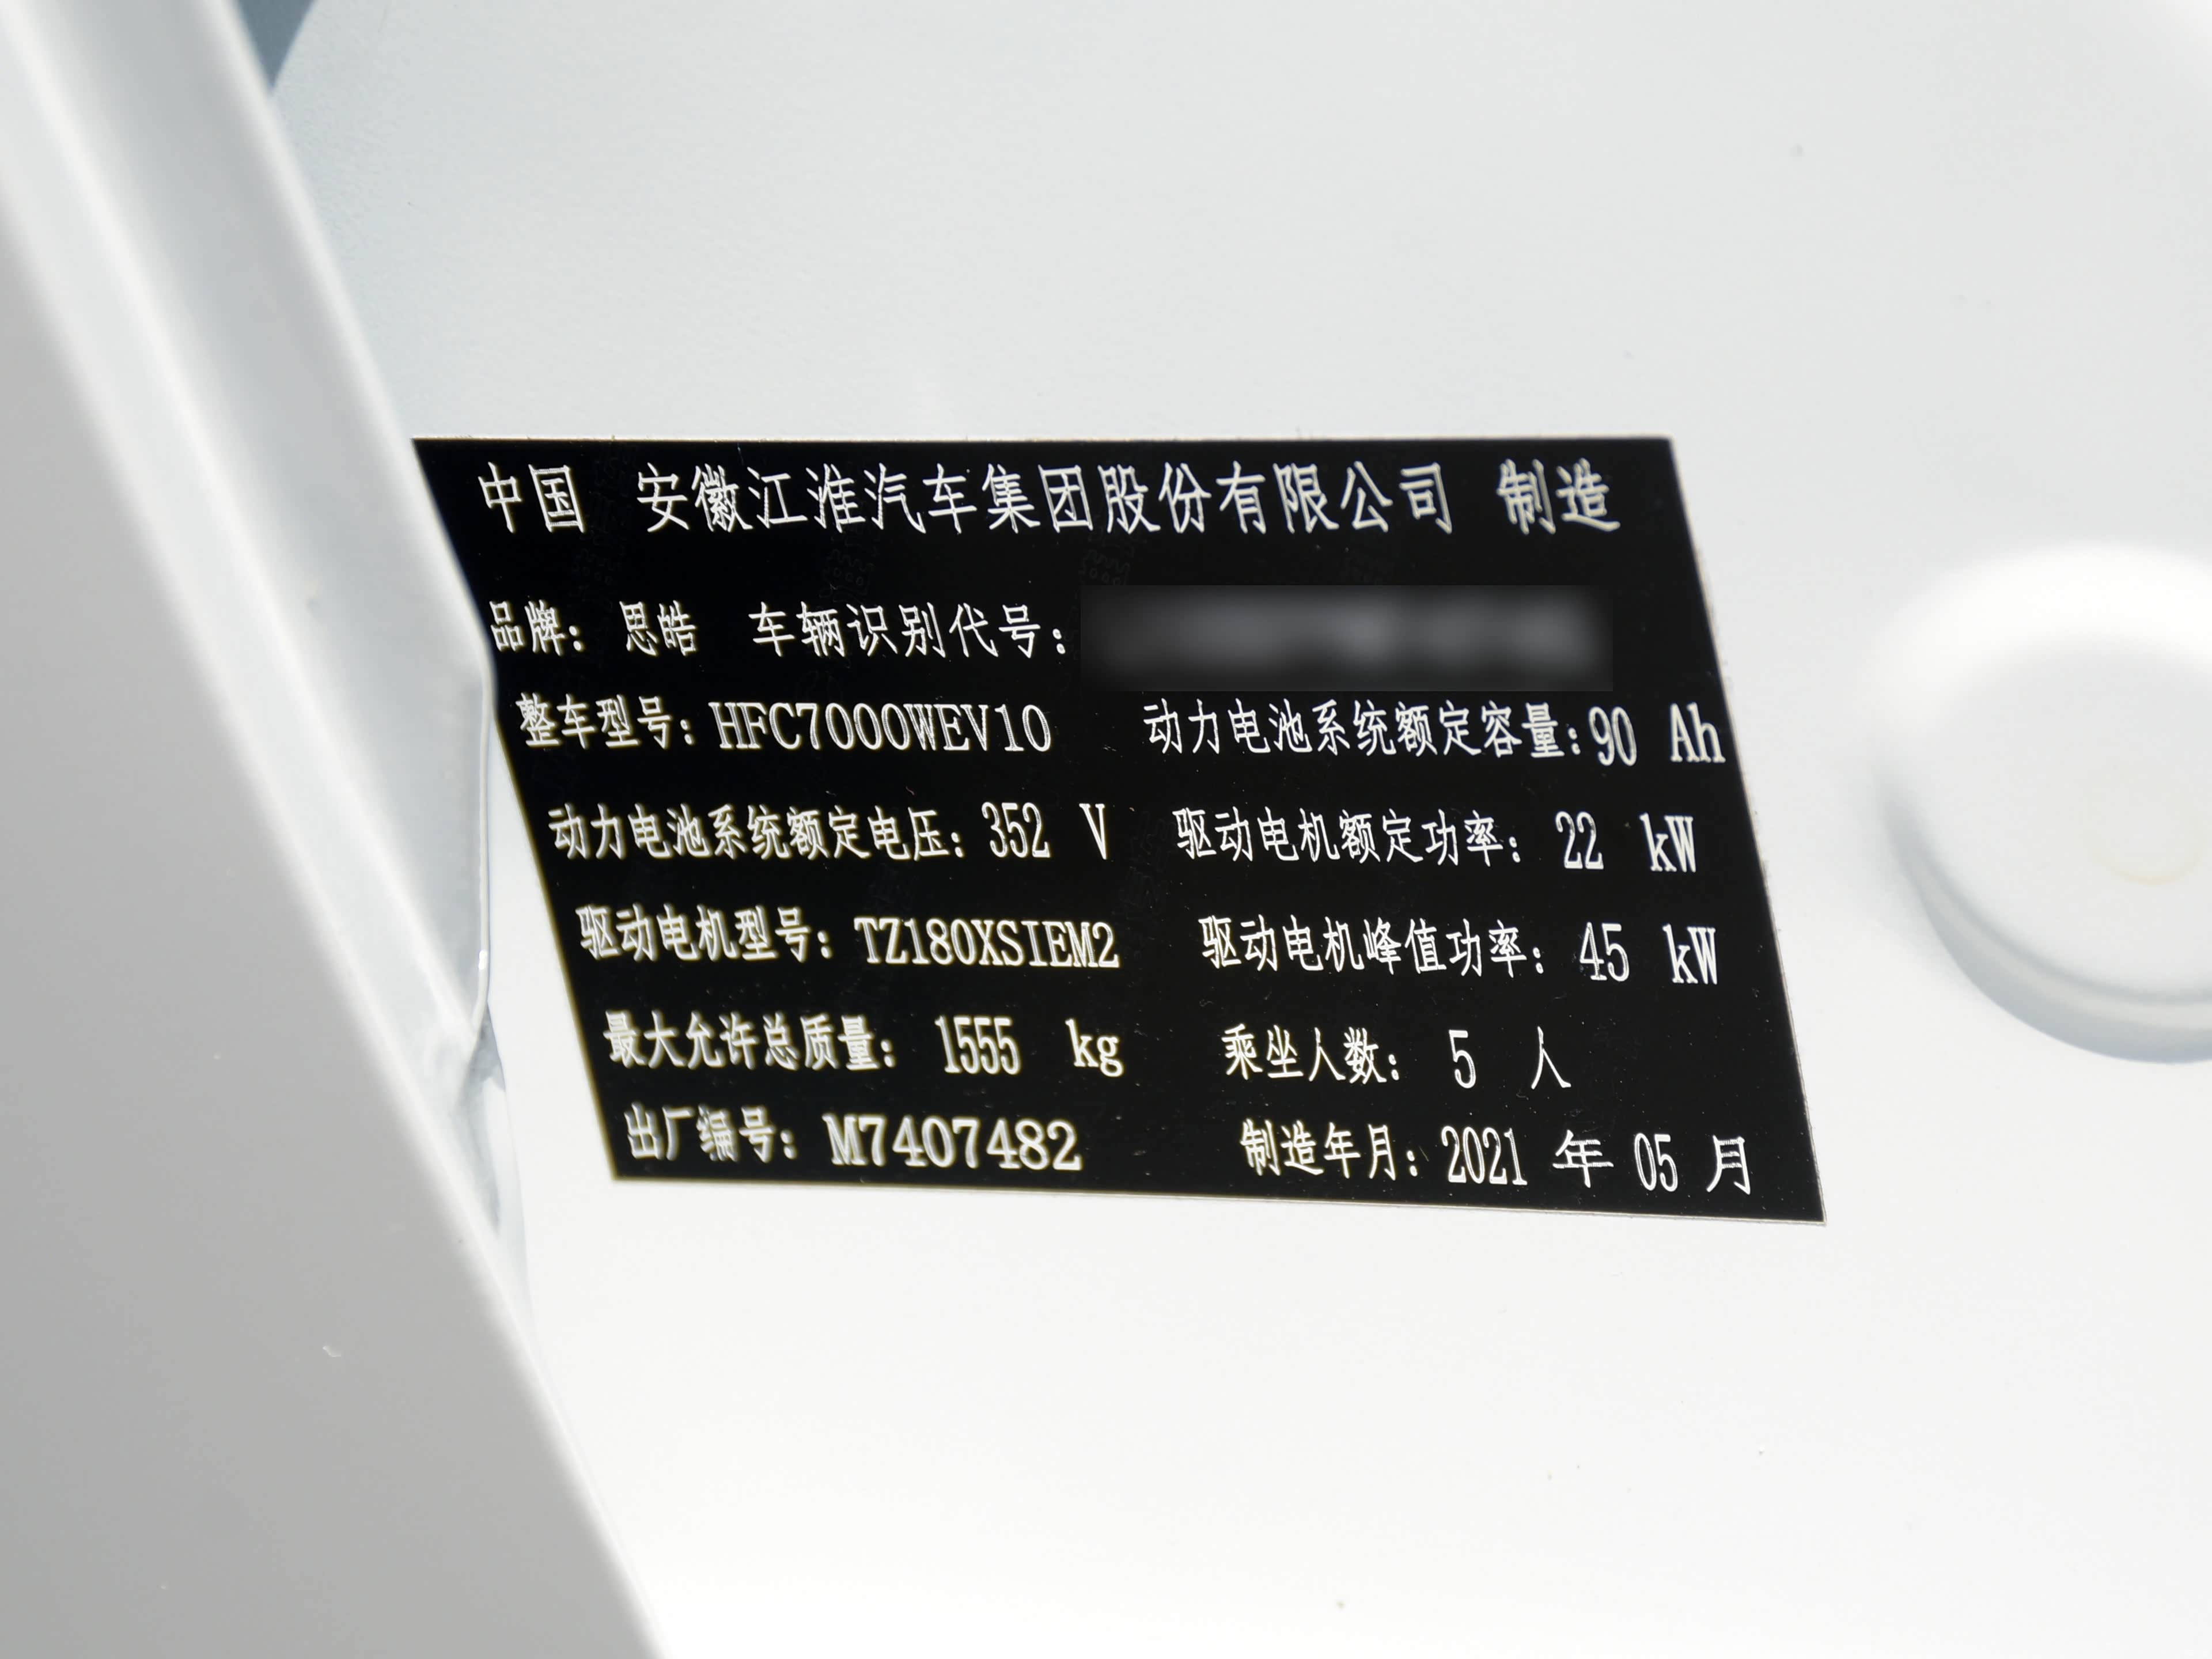 中国 安徽江淮汽车集团股份有限公司 制造
品牌: 思皓 车辆识别代号:
整车型号: HFC7000WEV10 动力电池系统额定容量: 90 Ah
动力电池系统额定电压: 352 V 驱动电机额定功率: 22 kW
驱动电机型号: TZ180XSIEM2 驱动电机峰值功率: 45 kW
最大允许总质量: 1555 kg 乘坐人数: 5 人
出厂编号: M7407482 制造年月: 2021 年 05 月